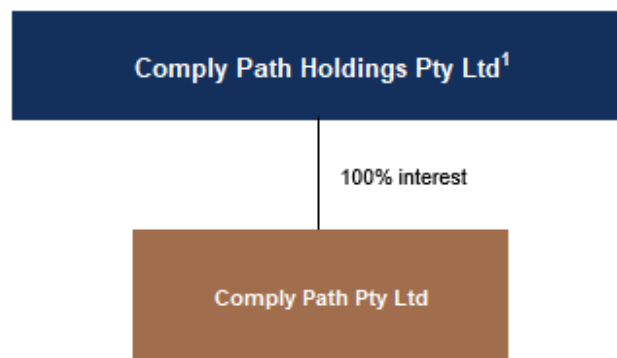 Comply Path Holdings Pty Ltd¹
100% interest
Comply Path Pty Ltd